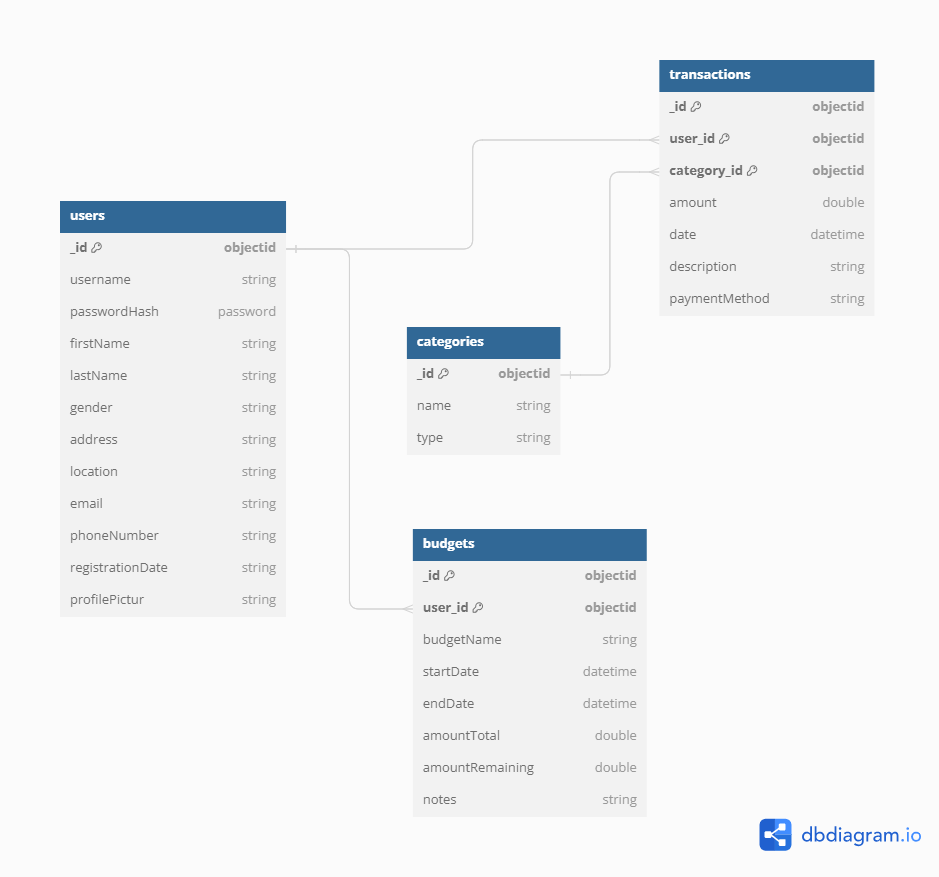 transactions
_id objectid
user_id objectid
category_id objectid
amount double
date datetime
description string
paymentMethod string
users
_id objectid
username string
passwordHash password
firstName string
lastName string
gender string
address string
location string
email string
phoneNumber string
registrationDate string
profilePictur string
categories
_id objectid
name string
type string
budgets
_id objectid
user_id objectid
budgetName string
startDate datetime
endDate datetime
amountTotal double
amountRemaining double
notes string
dbdiagram.io